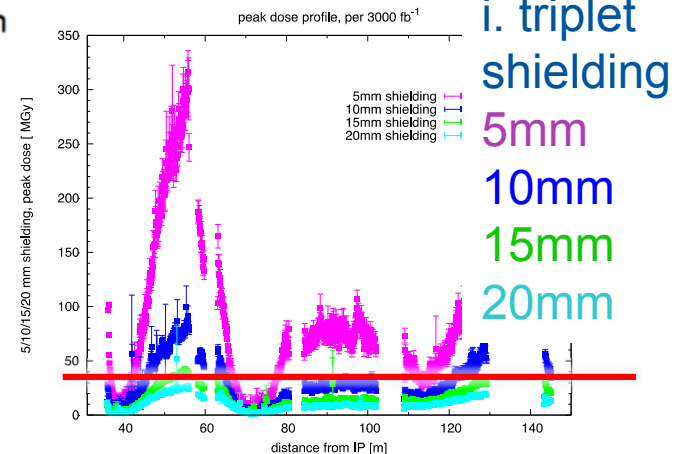 peak dose profile, per 3000 fb-1
i. triplet
shielding
5mm
10mm
15mm
20mm
5mm shielding
10mm shielding
15mm shielding
20mm shielding
5/10/15/20 mm shielding, peak dose [ MGy ]
350
300
250
200
150
100
50
0
40
60
80
100
120
140
distance from IP [m]